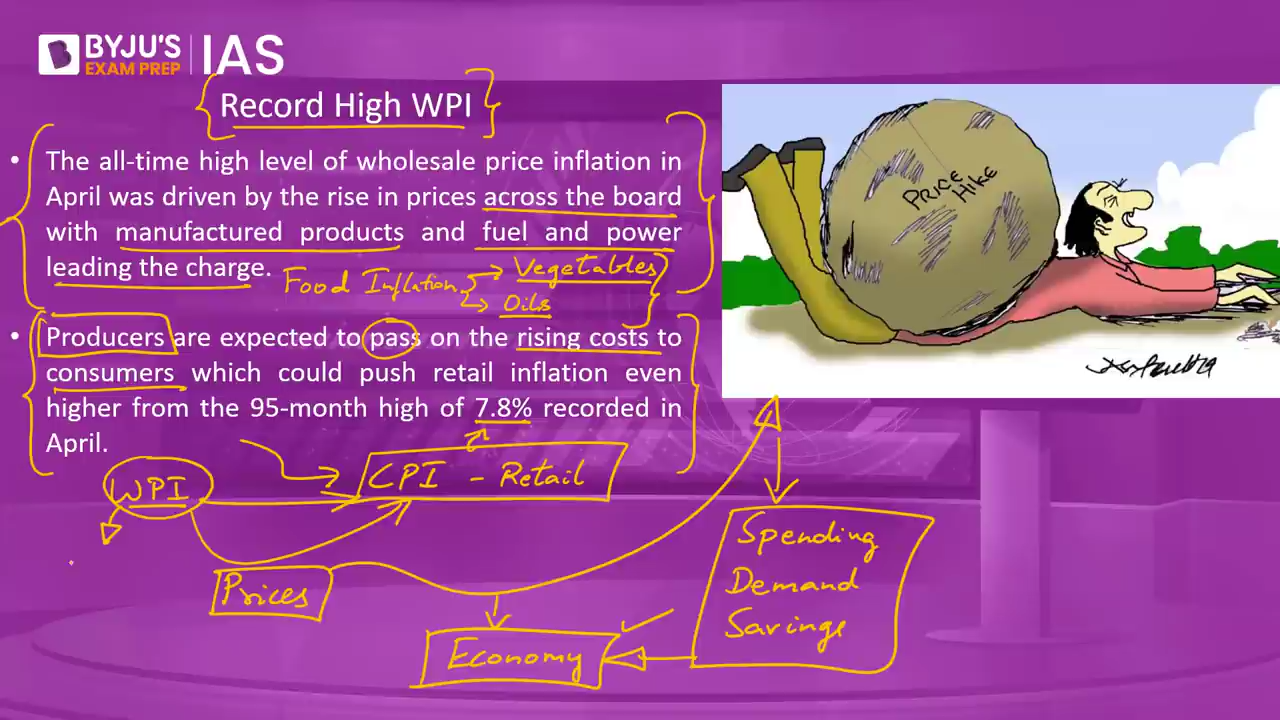 BYJU'S
EXAM PREP
IAS
Record High WPI
• The all-time high level of wholesale price inflation in
April was driven by the rise in prices across the board
with manufactured products and fuel and power
leading the charge.
Food Inflation → Vegetables
→ Oils
• Producers are expected to pass on the rising costs to
consumers which could push retail inflation even
higher from the 95-month high of 7.8% recorded in
April.
WPI
CPI - Retail
Prices
Economy
Spending
Demand
Savings
PRICE
HIKE